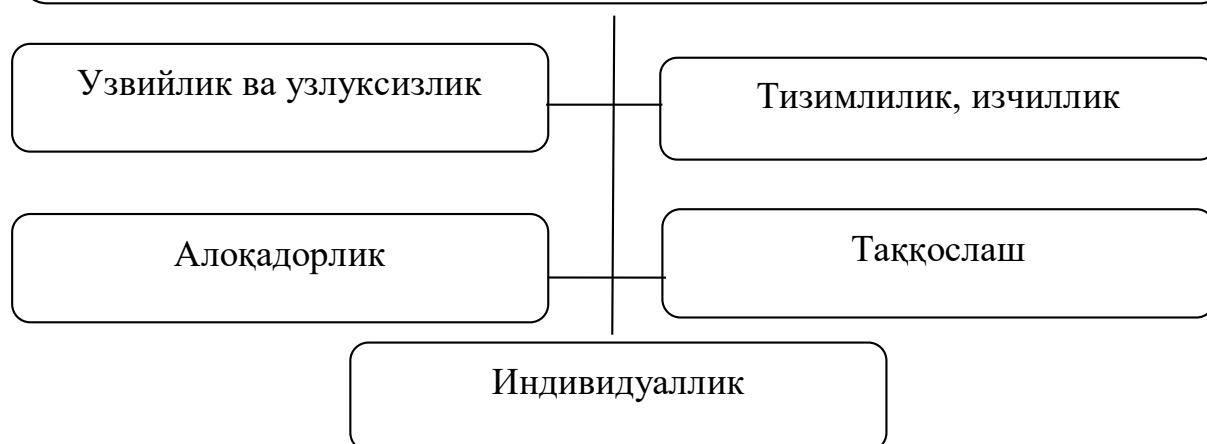 Узвийлик ва узлуксизлик
Тизимлилик, изчиллик
Алоқадорлик
Таққослаш
Индивидуаллик